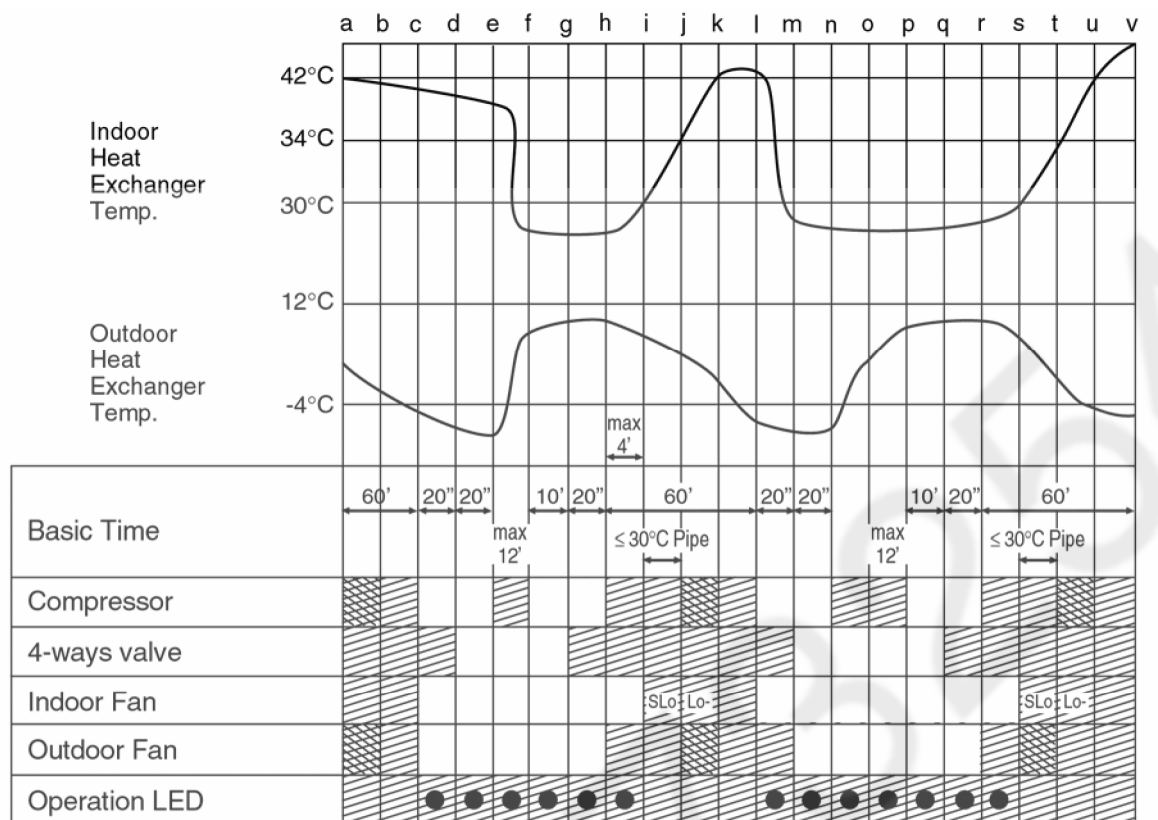 a b c d e f g h i j k l m n o p q r s t u v
42°C
34°C
30°C
Indoor
Heat
Exchanger
Temp.
12°C
-4°C
Outdoor
Heat
Exchanger
Temp.
max
4'
Basic Time
60' 20” 20” 10' 20” 60' 20” 20” 10' 20” 60'
max
12'
≤ 30°C Pipe
max
12'
≤ 30°C Pipe
Compressor
4-ways valve
Indoor Fan
SLo Lo- SLo Lo-
Outdoor Fan
Operation LED